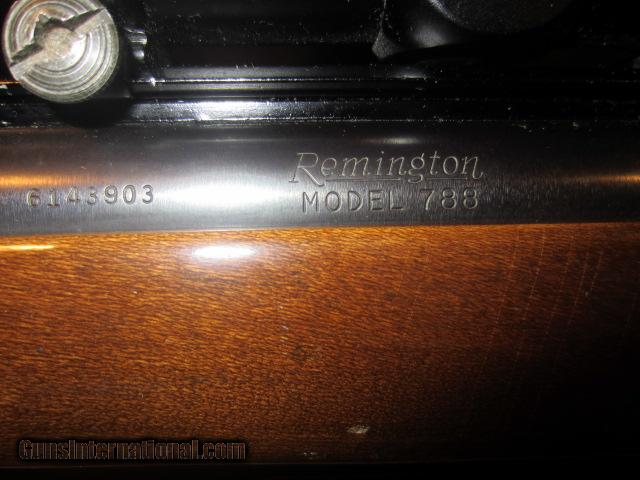 Remington
6143903 MODEL 788
GunsInternational.com